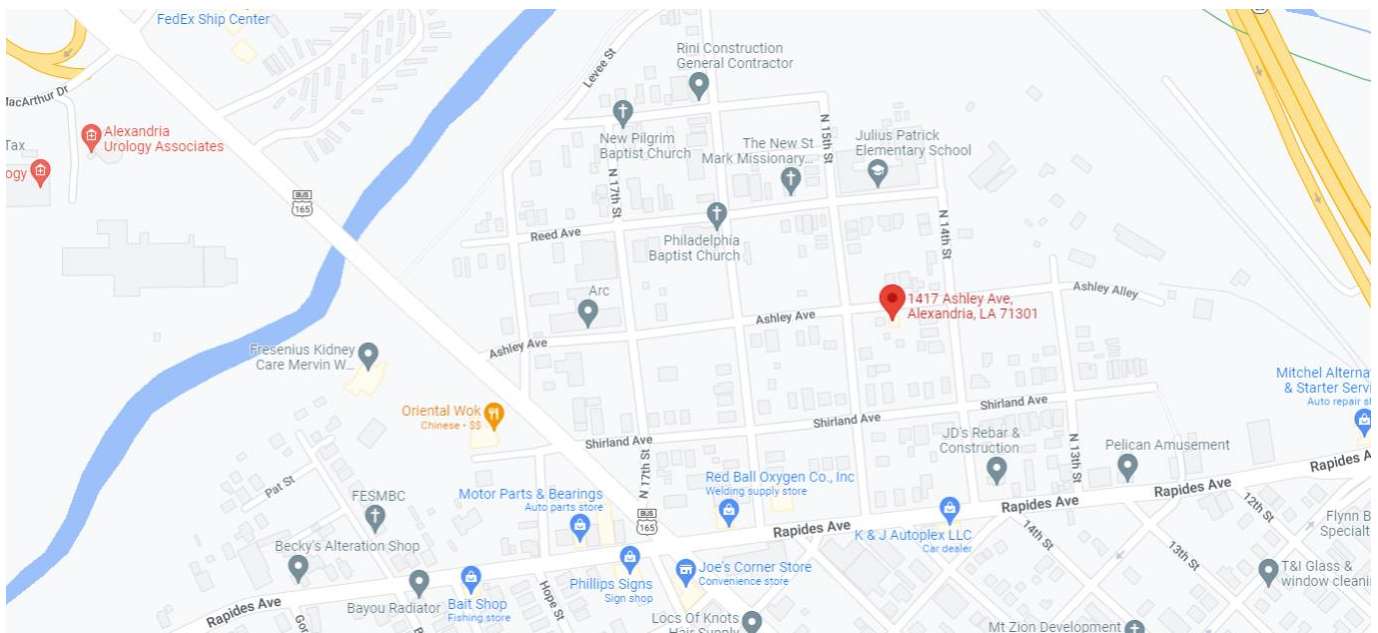 FedEx Ship Center
MacArthur Dr
Alexandria
Urology Associates
Tax
ogy
BUS
165
Levee St
Rini Construction
General Contractor
New Pilgrim
Baptist Church
N 17th St
The New St
Mark Missionary...
N 15th St
Julius Patrick
Elementary School
N 14th St
Reed Ave
Philadelphia
Baptist Church
Arc
Ashley Ave
Ashley Ave
1417 Ashley Ave,
Alexandria, LA 71301
Ashley Alley
Fresenius Kidney
Care Mervin W...
Oriental Wok
Chinese • $$
Shirland Ave
Shirland Ave
Shirland Ave
N 17th St
BUS
165
N 13th St
Mitchel Alterna
& Starter Servi
Auto repair s
JD's Rebar &
Construction
Pelican Amusement
Rapides A
Pat St
FESMBC
Motor Parts & Bearings
Auto parts store
Red Ball Oxygen Co., Inc
Welding supply store
Rapides Ave
Rapides Ave
Rapides Ave
K & J Autoplex LLC
Car dealer
14th St
13th St
12th St
Flynn B
Specialt
Becky's Alteration Shop
Phillips Signs
Sign shop
Joe's Corner Store
Convenience store
T&I Glass &
window cleani
Rapides Ave
Bayou Radiator
Bait Shop
Fishing store
Hope St
Locs Of Knots
Hair Supply
Mt Zion Development